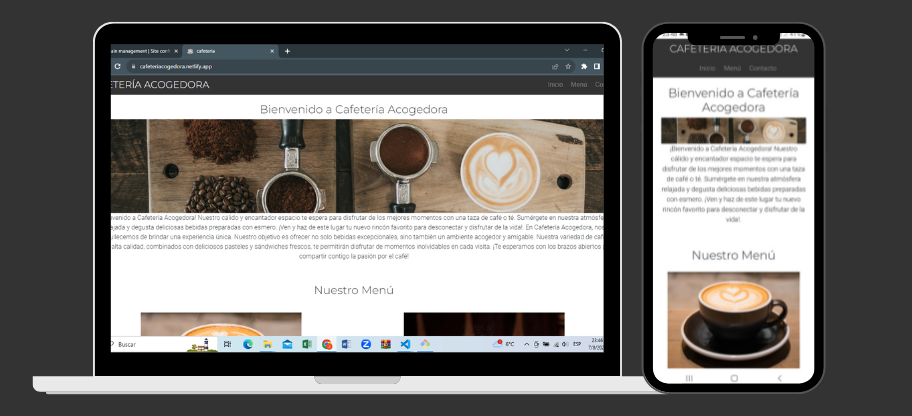 ain management | Site con
cafeteria
cafeteriacogedora.netlify.app
ETERÍA ACOGEDORA
Inicio Menú Co
Bienvenido a Cafetería Acogedora
nvenido a Cafetería Acogedora! Nuestro cálido y encantador espacio te espera para disfrutar de los mejores momentos con una taza de café o té. Sumérgete en nuestra atmósfe
ajada y degusta deliciosas bebidas preparadas con esmero. ¡Ven y haz de este lugar tu nuevo rincón favorito para desconectar y disfrutar de la vida! En Cafetería Acogedora, nos
lecemos de brindar una experiencia única. Nuestro objetivo es ofrecer no solo bebidas excepcionales, sino también un ambiente acogedor y amigable. Nuestra variedad de caf
alta calidad, combinados con deliciosos pasteles y sándwiches frescos, te permitirán disfrutar de momentos inolvidables en cada visita. ¡Te esperamos con los brazos abiertos
compartir contigo la pasión por el café!
Nuestro Menú
Buscar
8°C
ESP
23:46
7/8/202
CAFETERÍA ACOGEDORA
Inicio Menú Contacto
Bienvenido a Cafetería
Acogedora
¡Bienvenido a Cafetería Acogedora! Nuestro
cálido y encantador espacio te espera para
disfrutar de los mejores momentos con una taza
de café o té. Sumérgete en nuestra atmósfera
relajada y degusta deliciosas bebidas preparadas
con esmero. ¡Ven y haz de este lugar tu nuevo
rincón favorito para desconectar y disfrutar de la
vida!
Nuestro Menú